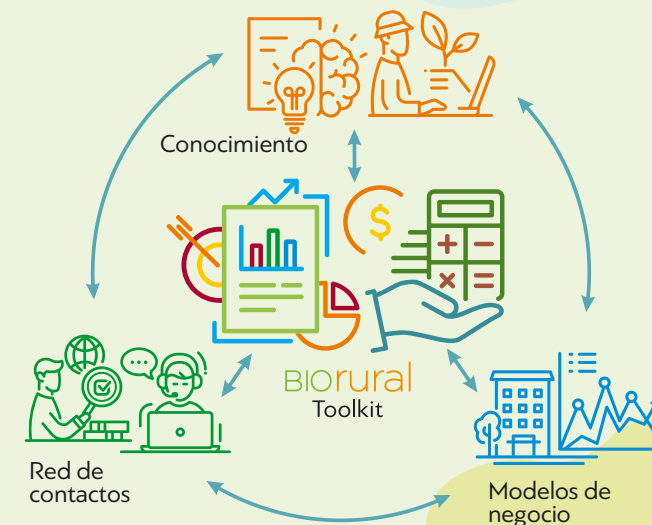 Conocimiento
$
BIOrural
Toolkit
Red de
contactos
Modelos de
negocio